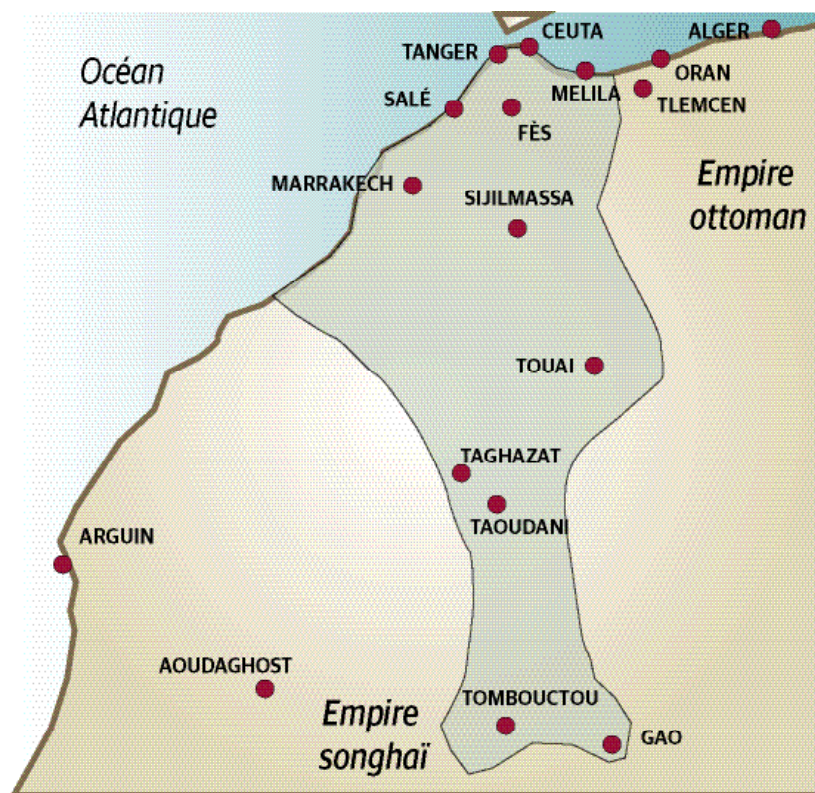 CEUTA
ALGER
TANGER
Océan
Atlantique
ORAN
MELILA
SALÉ
TLEMCEN
FÈS
Empire
ottoman
MARRAKECH
SIJILMASSA
TOUAI
TAGHAZAT
TAOUDANI
ARGUIN
AOUDAGHOST
TOMBOUCTOU
Empire
songhaï
GAO